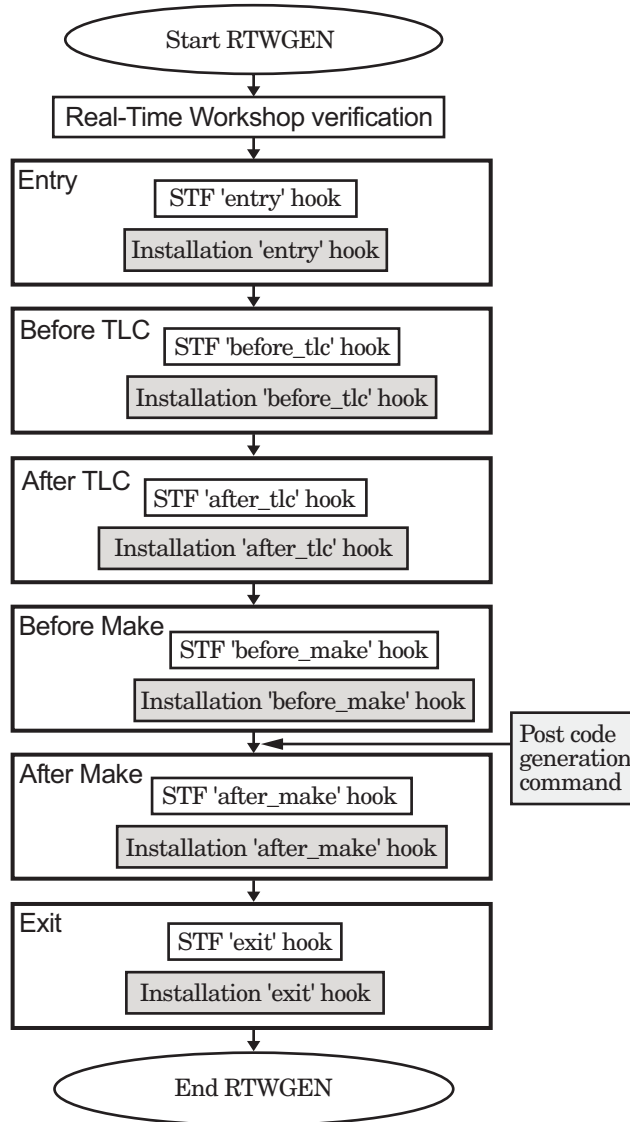 Start RTWGEN
Real-Time Workshop verification
Entry
STF 'entry' hook
Installation 'entry' hook
Before TLC
STF 'before_tlc' hook
Installation 'before_tlc' hook
After TLC
STF 'after_tlc' hook
Installation 'after_tlc' hook
Before Make
STF 'before_make' hook
Installation 'before_make' hook
Post code
generation
command
After Make
STF 'after_make' hook
Installation 'after_make' hook
Exit
STF 'exit' hook
Installation 'exit' hook
End RTWGEN